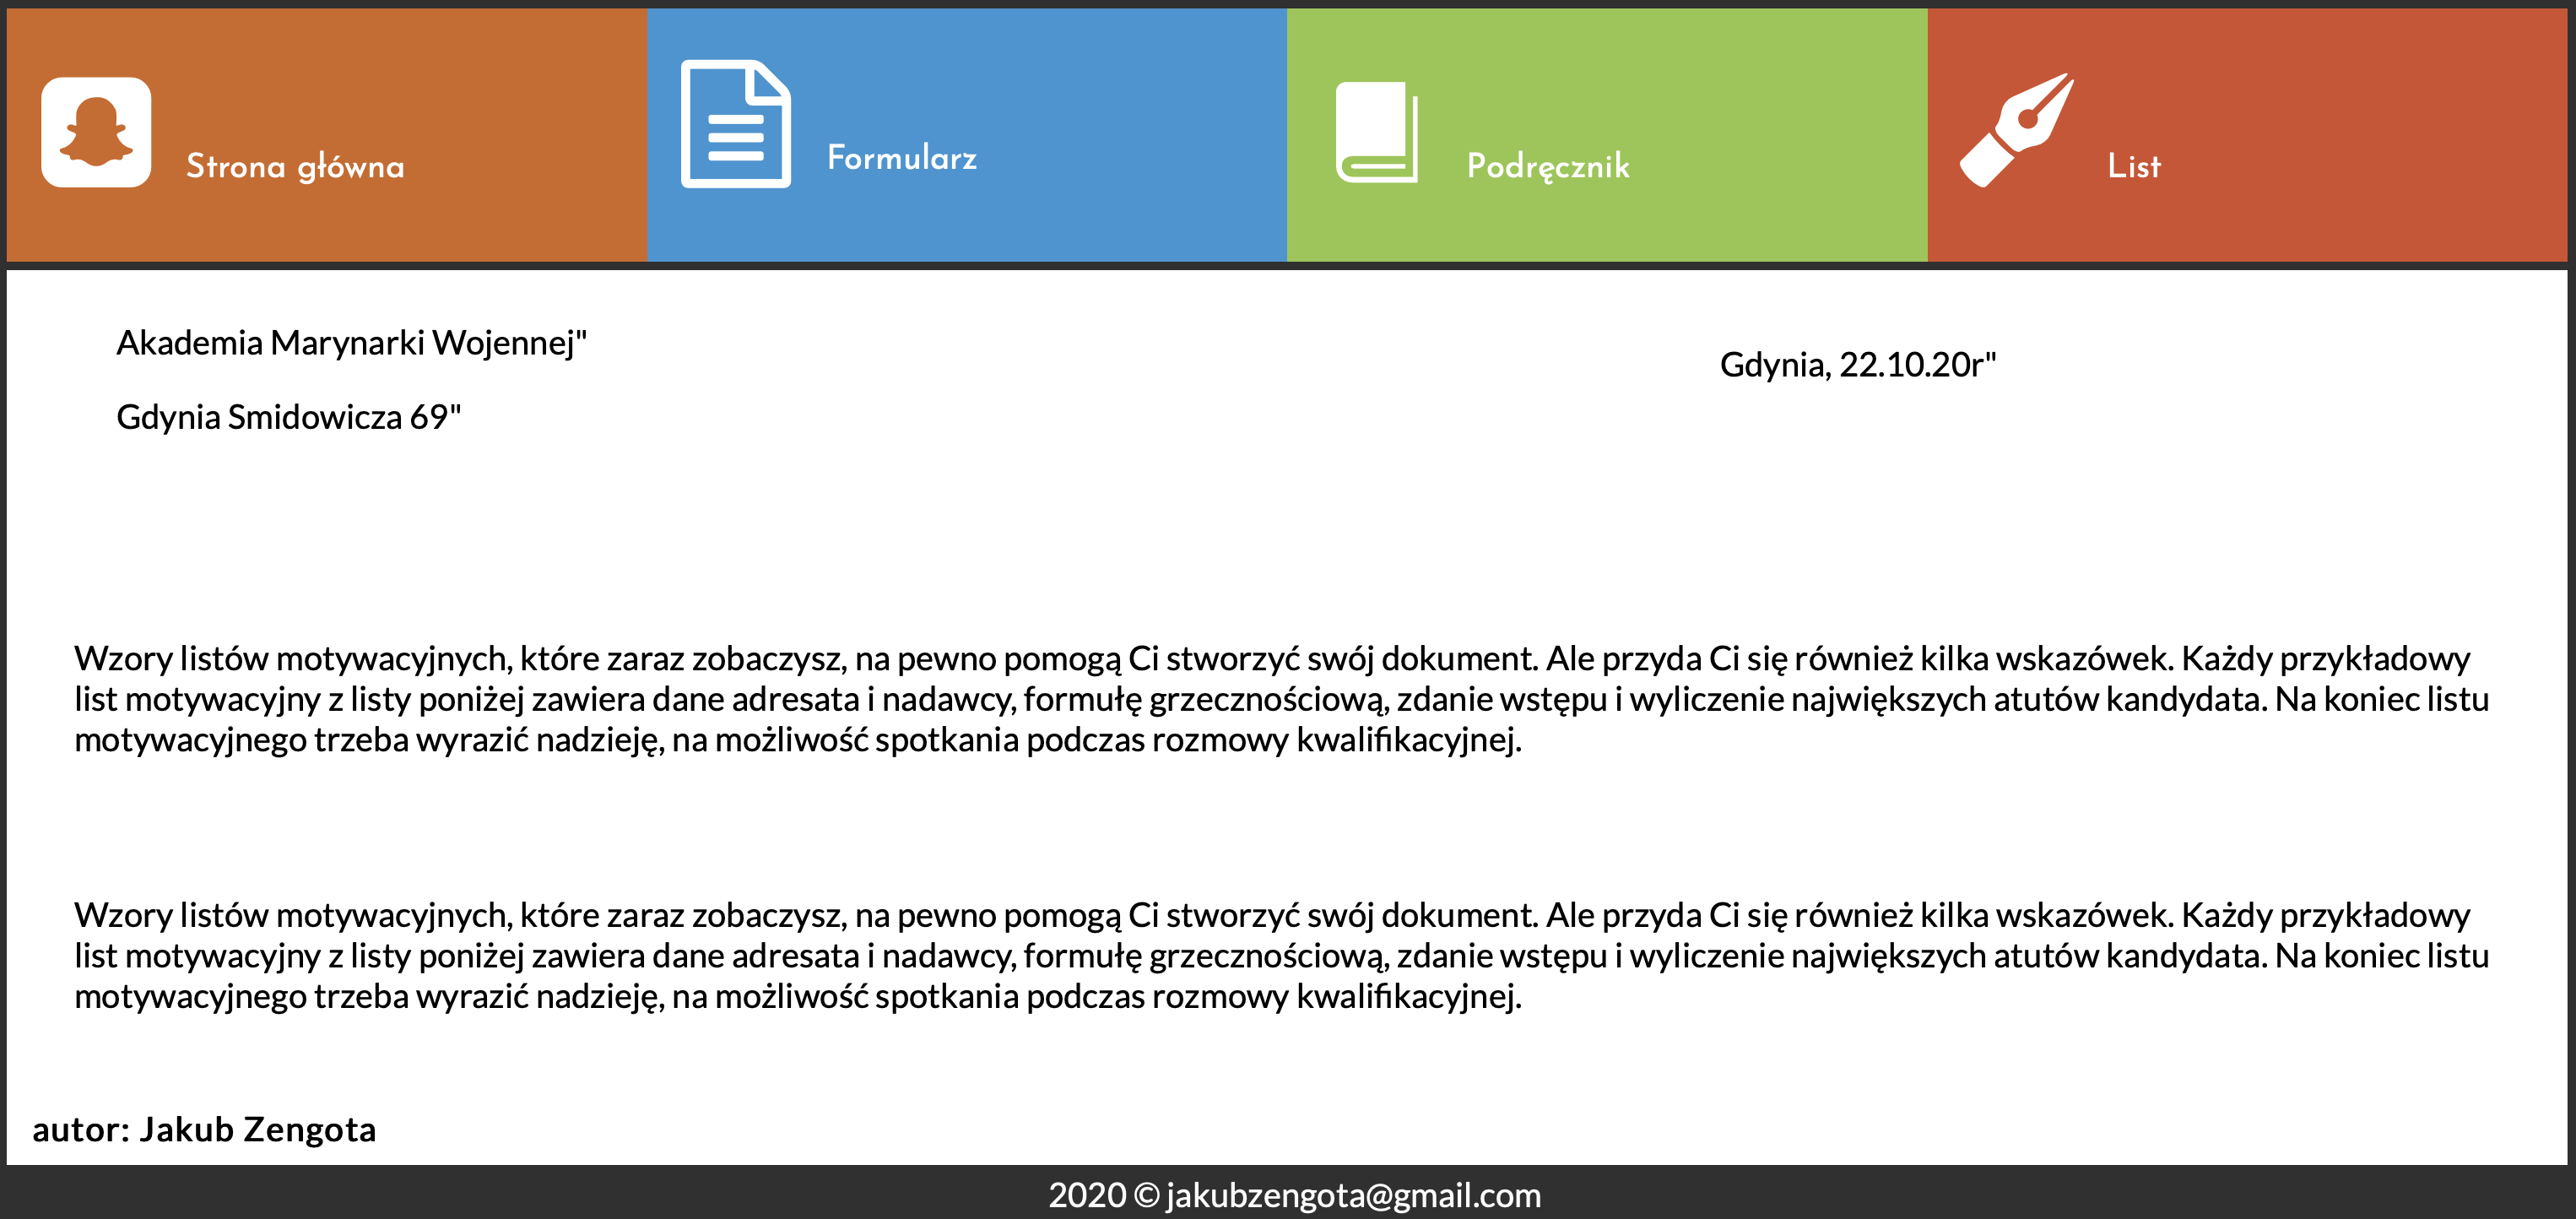 Strona główna
Formularz
Podręcznik
List
Akademia Marynarki Wojennej"
Gdynia, 22.10.20r"
Gdynia Smidowicza 69"
Wzory listów motywacyjnych, które zaraz zobaczysz, na pewno pomogą Ci stworzyć swój dokument. Ale przyda Ci się również kilka wskazówek. Każdy przykładowy
list motywacyjny z listy poniżej zawiera dane adresata i nadawcy, formułę grzecznościową, zdanie wstępu i wyliczenie największych atutów kandydata. Na koniec listu
motywacyjnego trzeba wyrazić nadzieję, na możliwość spotkania podczas rozmowy kwalifikacyjnej.
Wzory listów motywacyjnych, które zaraz zobaczysz, na pewno pomogą Ci stworzyć swój dokument. Ale przyda Ci się również kilka wskazówek. Każdy przykładowy
list motywacyjny z listy poniżej zawiera dane adresata i nadawcy, formułę grzecznościową, zdanie wstępu i wyliczenie największych atutów kandydata. Na koniec listu
motywacyjnego trzeba wyrazić nadzieję, na możliwość spotkania podczas rozmowy kwalifikacyjnej.
autor: Jakub Zengota
2020 © jakubzengota@gmail.com